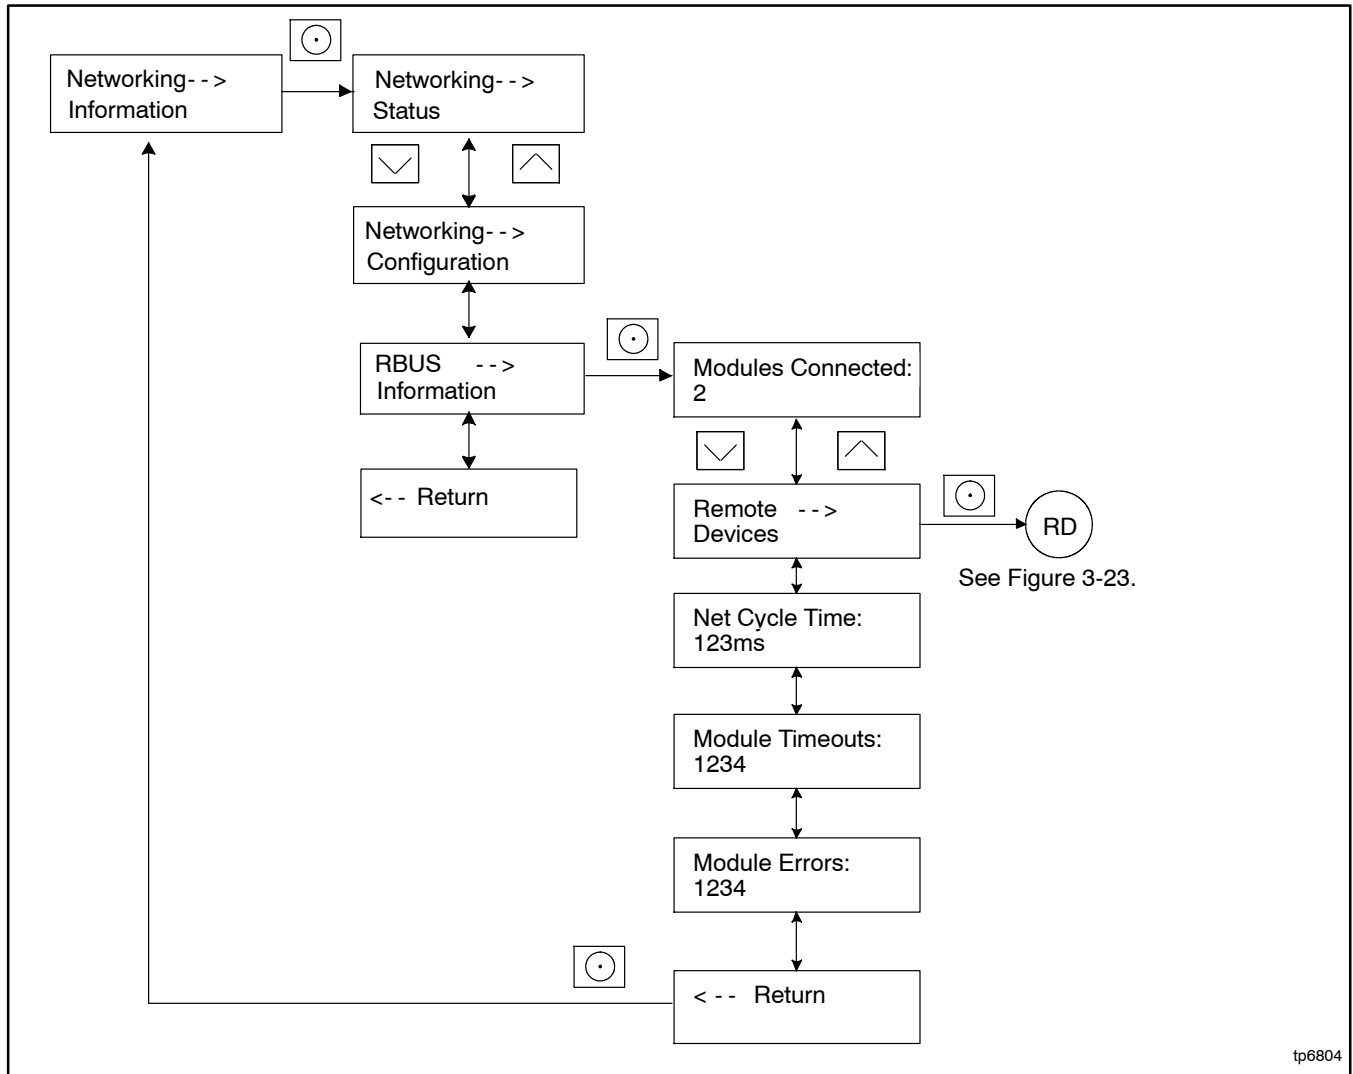 Networking- - >
Information
Networking- - >
Status
Networking- - >
Configuration
RBUS - - >
Information
<- - Return
Modules Connected:
2
Remote - - >
Devices
RD
See Figure 3-23.
Net Cycle Time:
123ms
Module Timeouts:
1234
Module Errors:
1234
< - - Return
tp6804